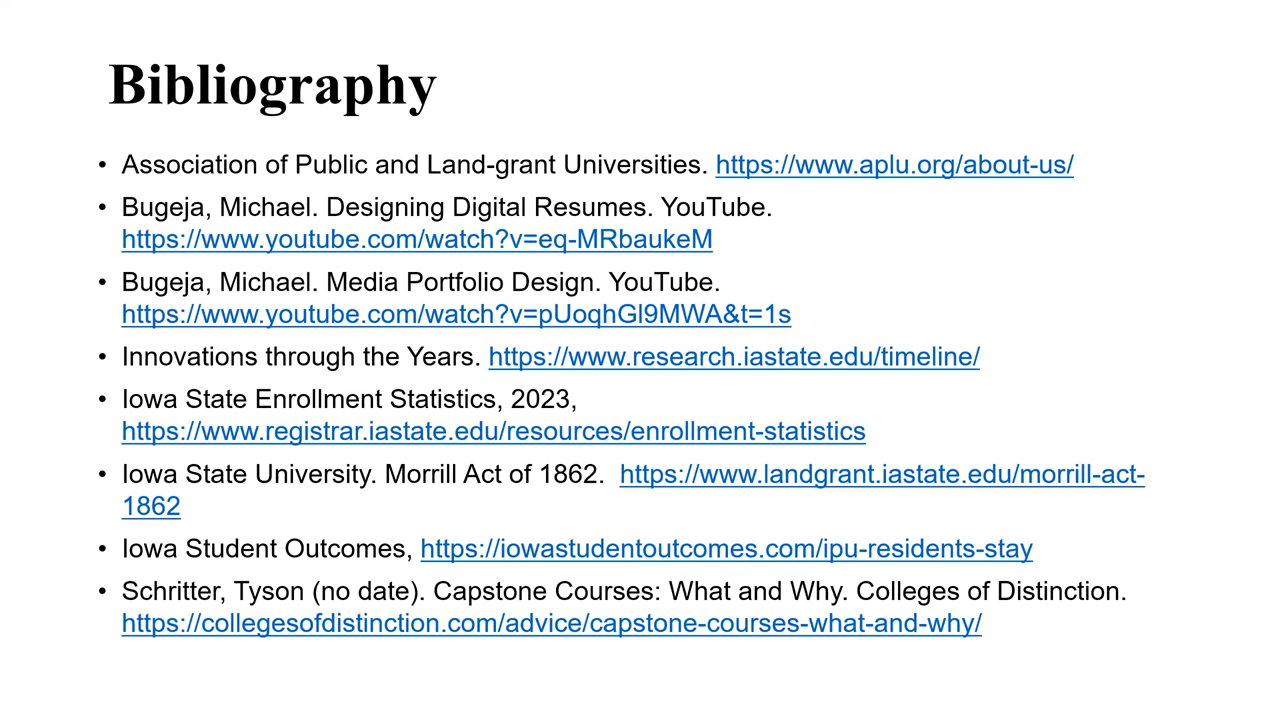 Bibliography
• Association of Public and Land-grant Universities. https://www.aplu.org/about-us/
• Bugeja, Michael. Designing Digital Resumes. YouTube.
https://www.youtube.com/watch?v=eq-MRbaukeM
• Bugeja, Michael. Media Portfolio Design. YouTube.
https://www.youtube.com/watch?v=pUoqhGl9MWA&t=1s
• Innovations through the Years. https://www.research.iastate.edu/timeline/
• Iowa State Enrollment Statistics, 2023,
https://www.registrar.iastate.edu/resources/enrollment-statistics
• Iowa State University. Morrill Act of 1862.  https://www.landgrant.iastate.edu/morrill-act-
1862
• Iowa Student Outcomes, https://iowastudentoutcomes.com/ipu-residents-stay
• Schritter, Tyson (no date). Capstone Courses: What and Why. Colleges of Distinction.
https://collegesofdistinction.com/advice/capstone-courses-what-and-why/